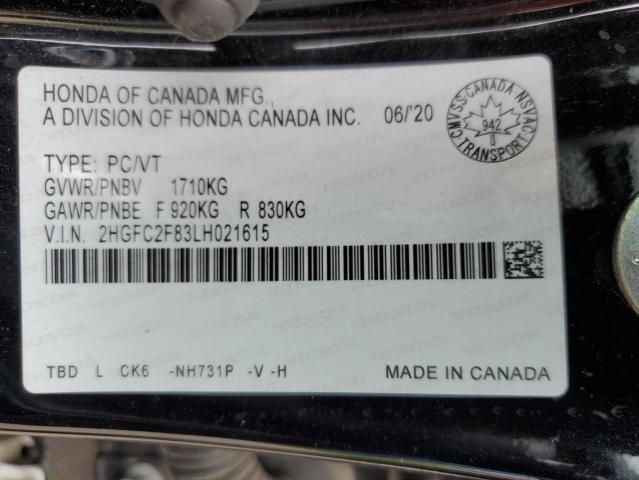 HONDA OF CANADA MFG.,
A DIVISION OF HONDA CANADA INC. 06/'20
CMVSS·CANADA·NSVAC·TRANSPORT·
942
TYPE: PC/VT
GVWR/PNBV 1710KG
GAWR/PNBE F 920KG R 830KG
V.I.N. 2HGFC2F83LH021615
TBD L CK6 -NH731P -V -H MADE IN CANADA